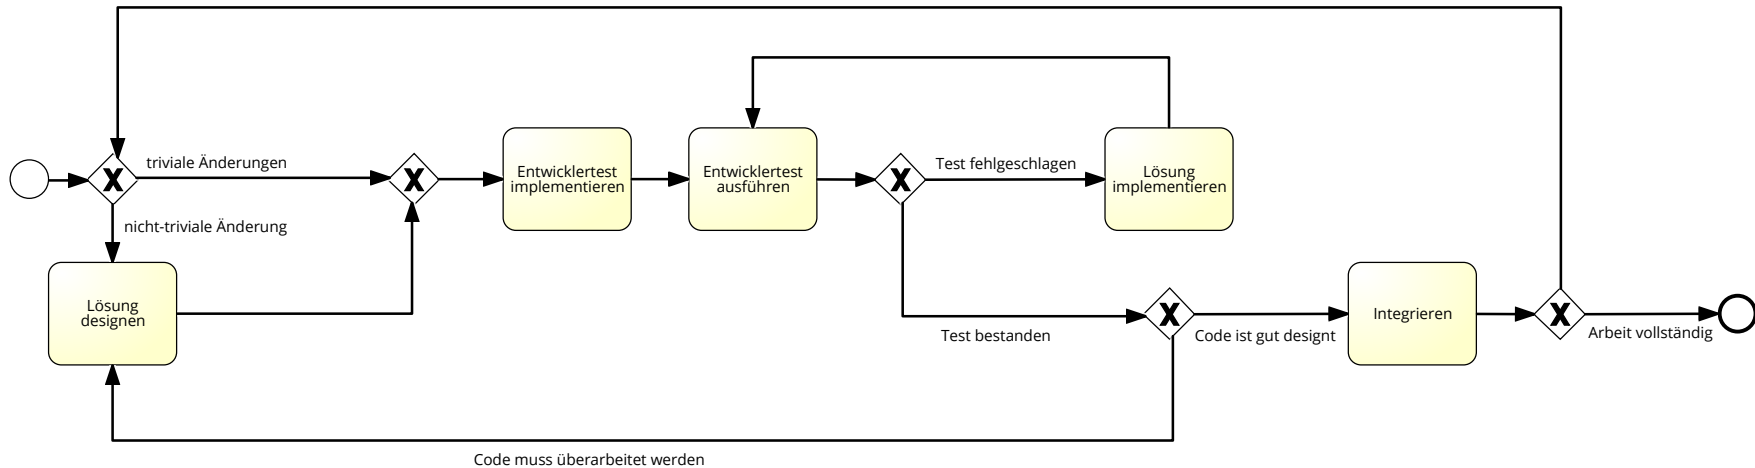 triviale Änderungen
nicht-triviale Änderung
Lösung
designen
Entwicklertest
implementieren
Entwicklertest
ausführen
Test fehlgeschlagen
Lösung
implementieren
Test bestanden
Code ist gut designt
Integrieren
Arbeit vollständig
Code muss überarbeitet werden